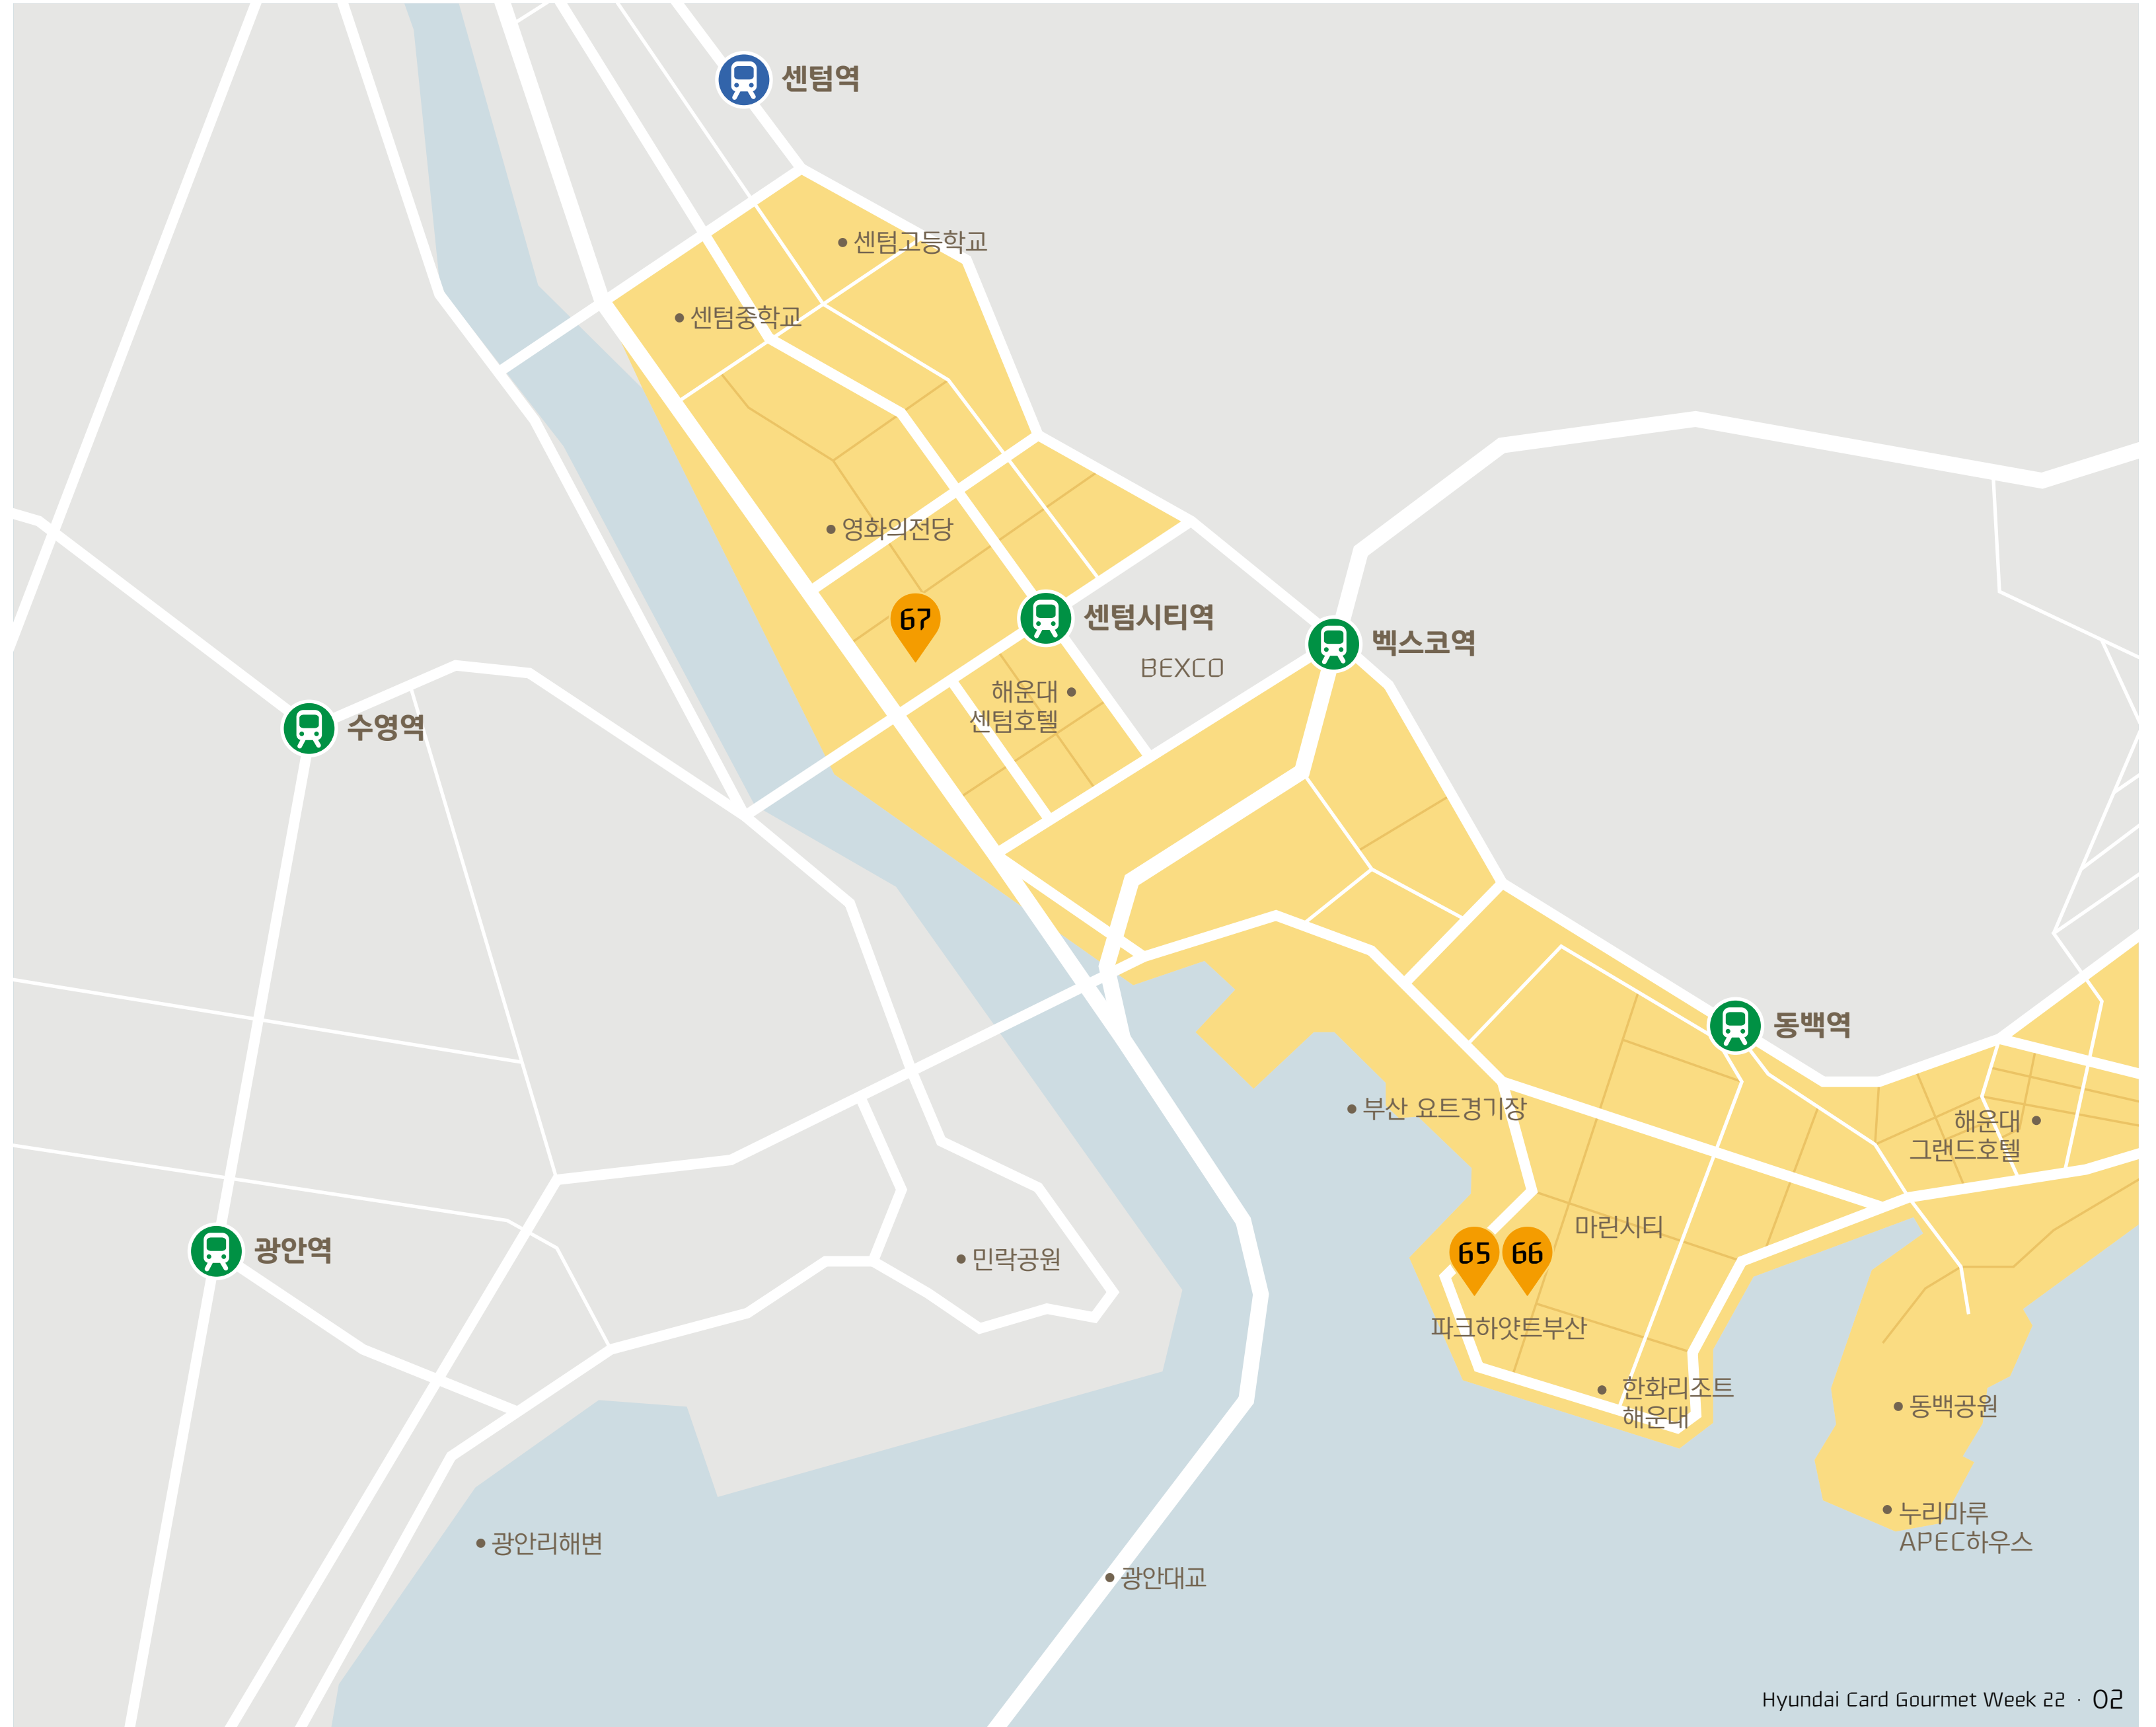 센텀역
센텀고등학교
센텀중학교
영화의전당
67
센텀시티역
벡스코역
BEXCO
해운대
센텀호텔
수영역
동백역
부산 요트경기장
해운대
그랜드호텔
마린시티
광안역
민락공원
65
66
파크하얏트부산
한화리조트
해운대
동백공원
누리마루
APEC하우스
광안리해변
광안대교
Hyundai Card Gourmet Week 22 · 02